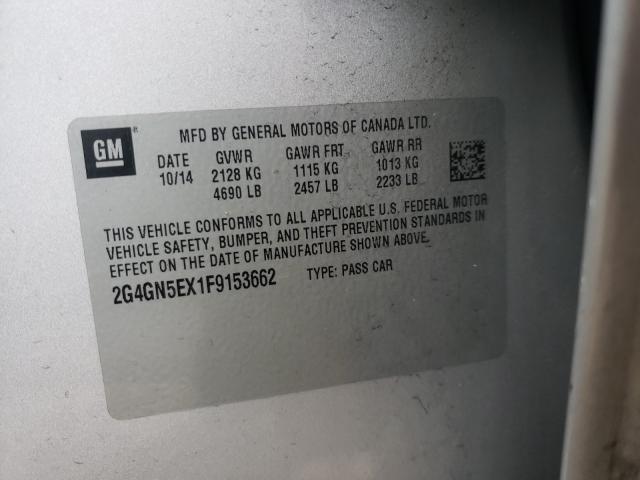 GM
®
MFD BY GENERAL MOTORS OF CANADA LTD.
DATE GVWR GAWR FRT GAWR RR
10/14 2128 KG 1115 KG 1013 KG
4690 LB 2457 LB 2233 LB
THIS VEHICLE CONFORMS TO ALL APPLICABLE U.S. FEDERAL MOTOR
VEHICLE SAFETY, BUMPER, AND THEFT PREVENTION STANDARDS IN
EFFECT ON THE DATE OF MANUFACTURE SHOWN ABOVE.
2G4GN5EX1F9153662 TYPE: PASS CAR